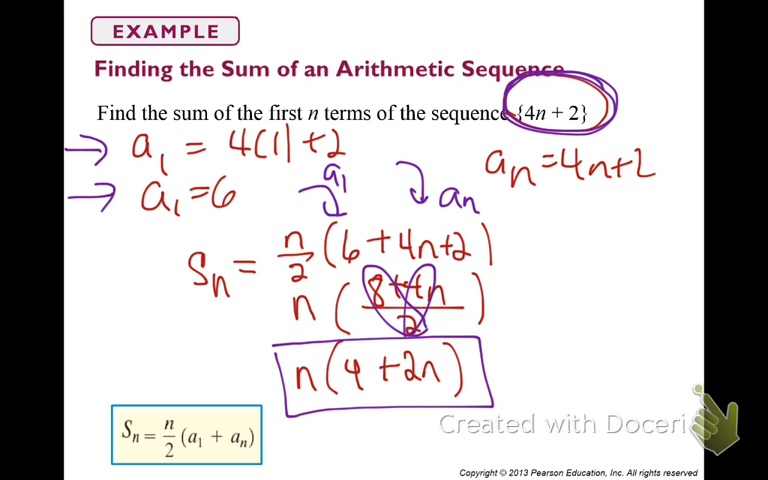 EXAMPLE
Finding the Sum of an Arithmetic Sequence
Find the sum of the first n terms of the sequence {4n + 2}
→ a₁ = 4(1) + 2
aₙ = 4n+2
→ a₁ = 6
a₁
aₙ
Sₙ = n/2 (6 + 4n + 2)
n (8 + 4n / 2)
n (4 + 2n)
Sₙ = n/2 (a₁ + aₙ)
Created with Doceri
Copyright © 2013 Pearson Education, Inc. All rights reserved